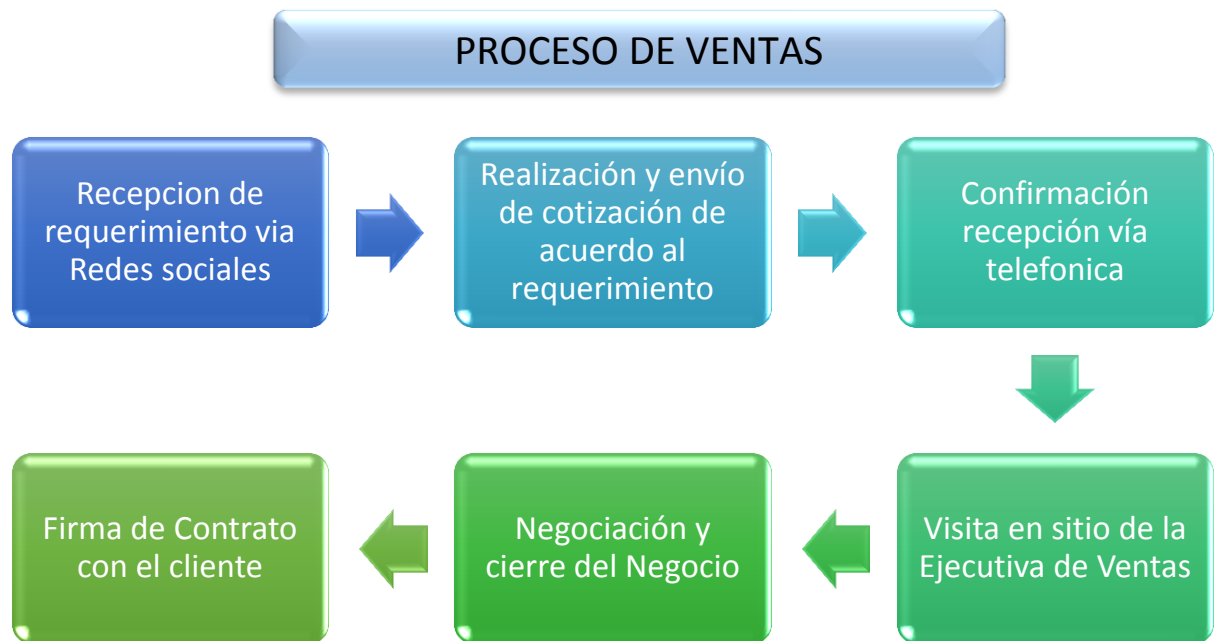 PROCESO DE VENTAS
Recepcion de
requerimiento via
Redes sociales
Realización y envío
de cotización de
acuerdo al
requerimiento
Confirmación
recepción vía
telefonica
Visita en sitio de la
Ejecutiva de Ventas
Negociación y
cierre del Negocio
Firma de Contrato
con el cliente